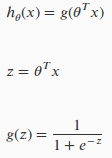 h_θ(x) = g(θ^T x)
z = θ^T x
g(z) = 1 / (1 + e^{-z})